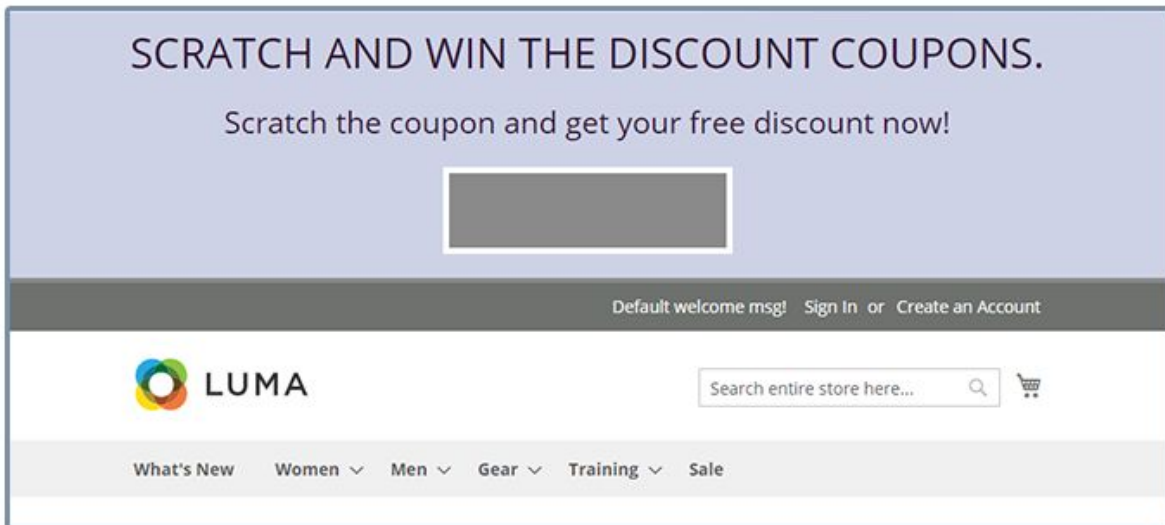 SCRATCH AND WIN THE DISCOUNT COUPONS.
Scratch the coupon and get your free discount now!
Default welcome msg! Sign In or Create an Account
LUMA
Search entire store here...
What's New Women Men Gear Training Sale